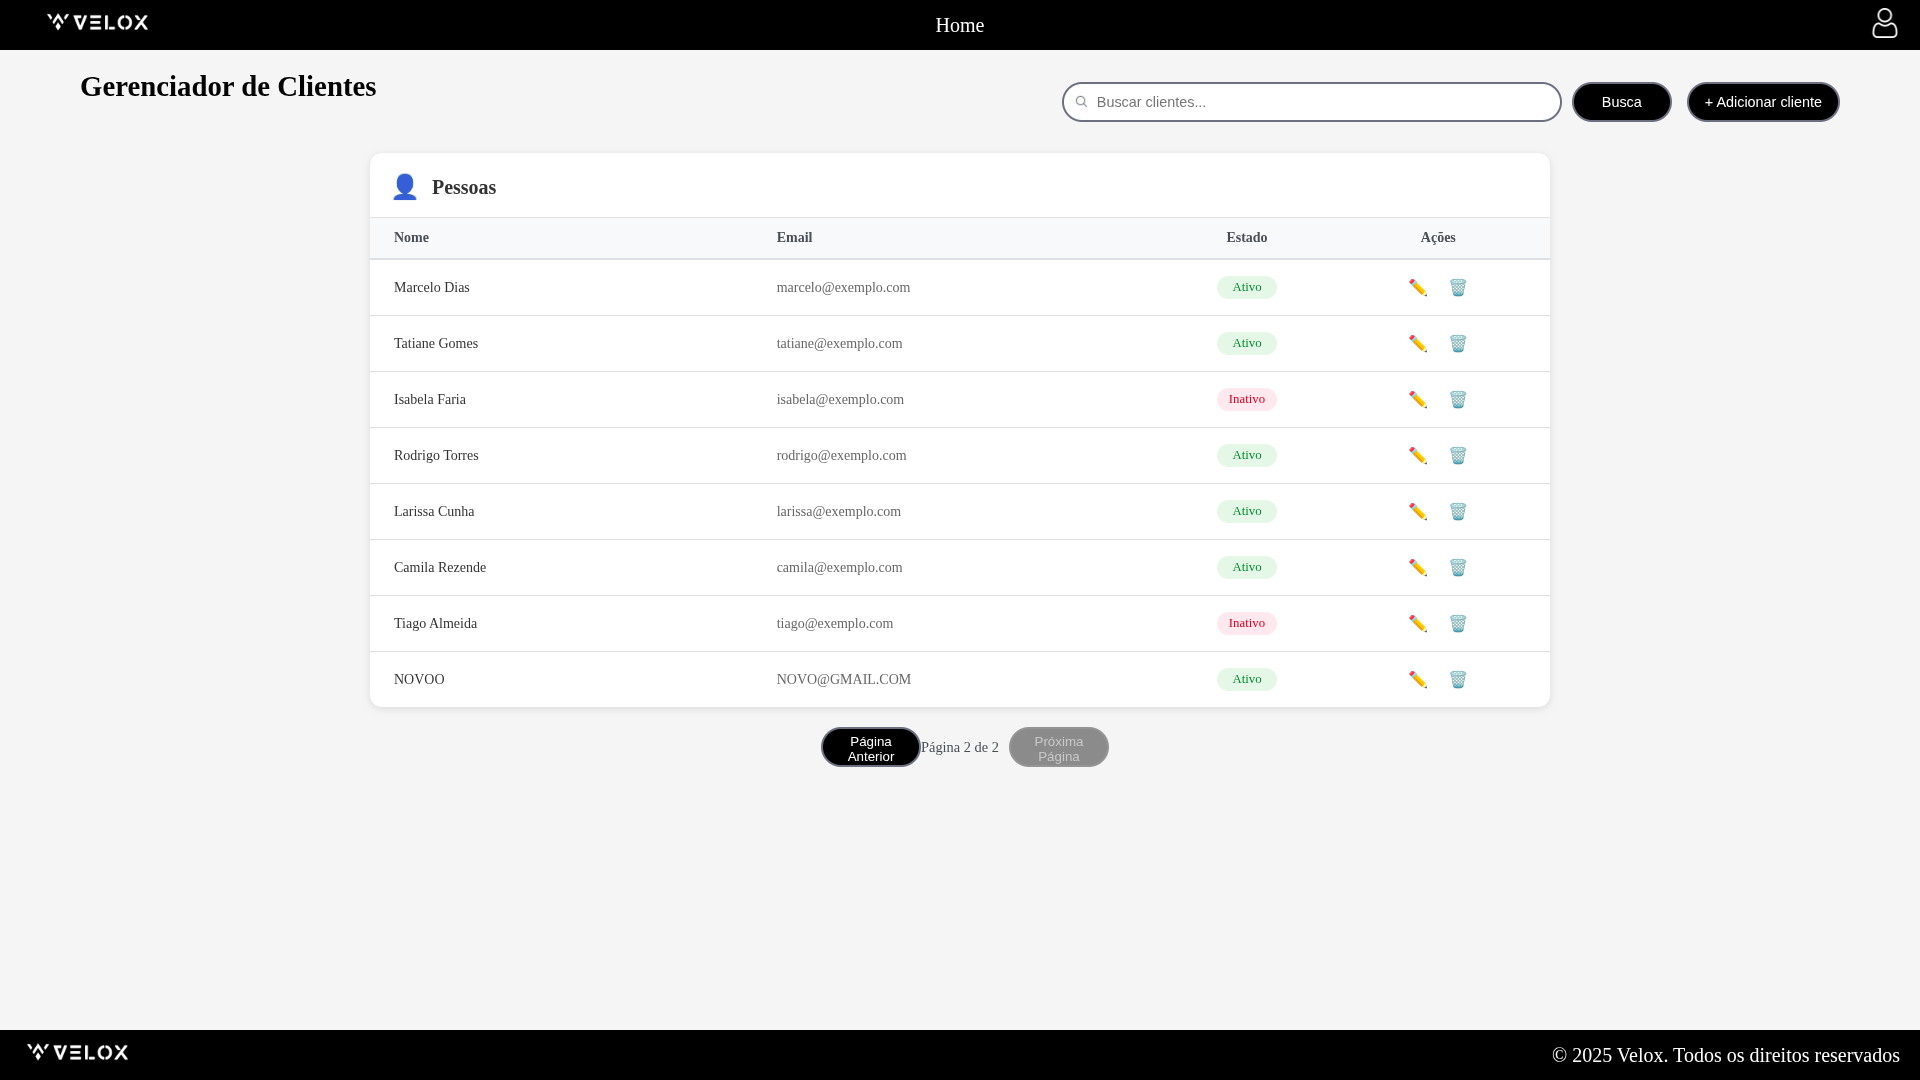 VELOX
Home
Gerenciador de Clientes
Buscar clientes...
Busca
+ Adicionar cliente
Pessoas
Nome Email Estado Ações
Marcelo Dias marcelo@exemplo.com Ativo
Tatiane Gomes tatiane@exemplo.com Ativo
Isabela Faria isabela@exemplo.com Inativo
Rodrigo Torres rodrigo@exemplo.com Ativo
Larissa Cunha larissa@exemplo.com Ativo
Camila Rezende camila@exemplo.com Ativo
Tiago Almeida tiago@exemplo.com Inativo
NOVOO NOVO@GMAIL.COM Ativo
Página
Anterior
Página 2 de 2
Próxima
Página
VELOX
© 2025 Velox. Todos os direitos reservados